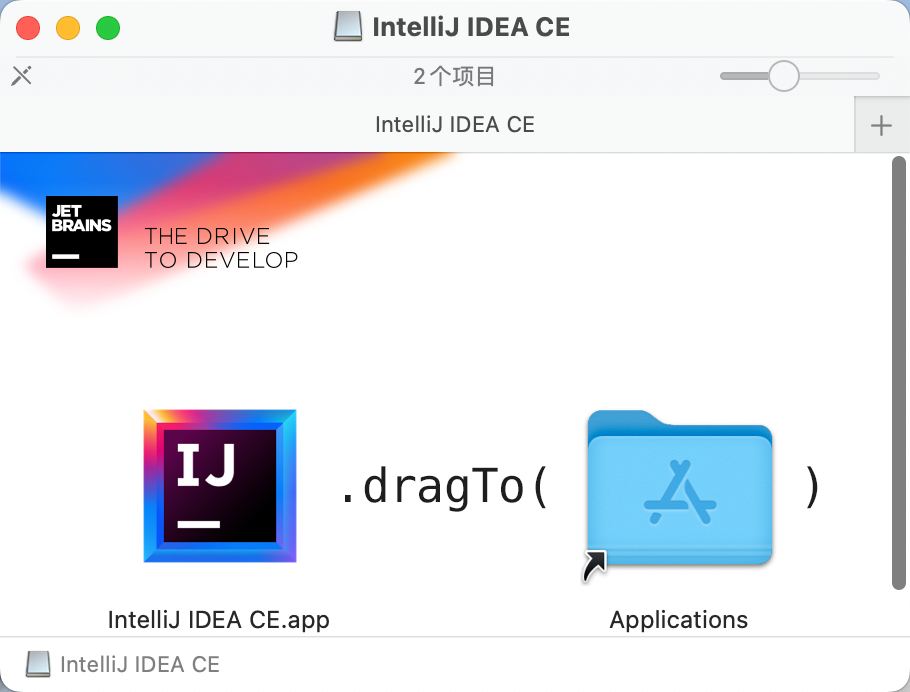 IntelliJ IDEA CE
2个项目
IntelliJ IDEA CE
JET
BRAINS
THE DRIVE
TO DEVELOP
IJ
.dragTo( )
IntelliJ IDEA CE.app
Applications
IntelliJ IDEA CE